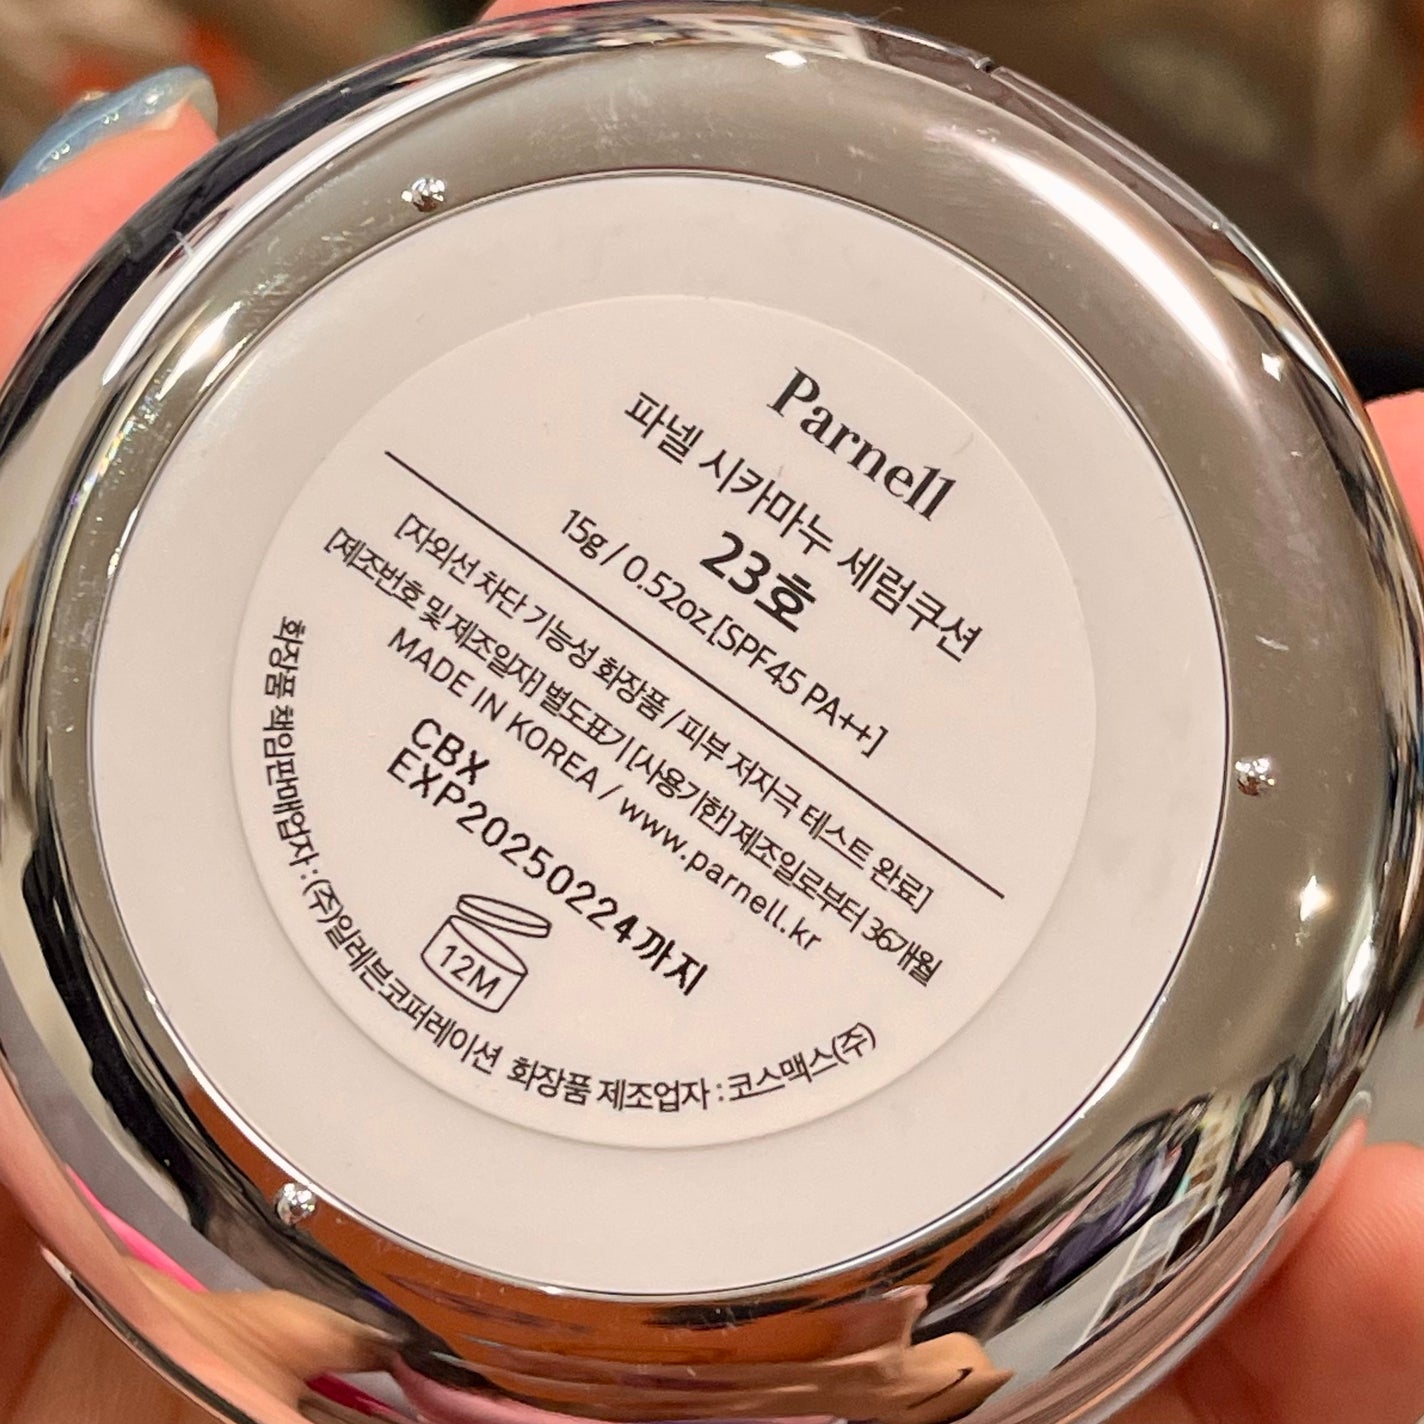 Parnell
파넬 시카마누 세럼쿠션
23호
15g / 0.52oz [SPF45 PA++]
[자외선 차단 기능성 화장품 / 피부 저자극 테스트 완료]
[제조번호 및 제조일자] 별도표기 [사용기한] 제조일로부터 36개월
MADE IN KOREA / www.parnell.kr
CBX
EXP20250224까지
12M
화장품 책임판매업자 : (주)일레븐코퍼레이션 화장품 제조업자 : 코스맥스(주)